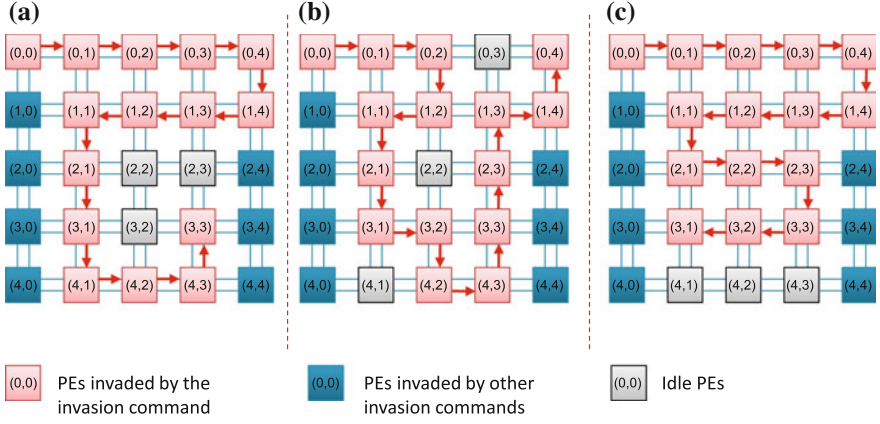 (a) (b) (c)
(0,0) (0,1) (0,2) (0,3) (0,4) (0,0) (0,1) (0,2) (0,3) (0,4) (0,0) (0,1) (0,2) (0,3) (0,4)
(1,0) (1,1) (1,2) (1,3) (1,4) (1,0) (1,1) (1,2) (1,3) (1,4) (1,0) (1,1) (1,2) (1,3) (1,4)
(2,0) (2,1) (2,2) (2,3) (2,4) (2,0) (2,1) (2,2) (2,3) (2,4) (2,0) (2,1) (2,2) (2,3) (2,4)
(3,0) (3,1) (3,2) (3,3) (3,4) (3,0) (3,1) (3,2) (3,3) (3,4) (3,0) (3,1) (3,2) (3,3) (3,4)
(4,0) (4,1) (4,2) (4,3) (4,4) (4,0) (4,1) (4,2) (4,3) (4,4) (4,0) (4,1) (4,2) (4,3) (4,4)
(0,0) PEs invaded by the
invasion command
(0,0) PEs invaded by other
invasion commands
(0,0) Idle PEs